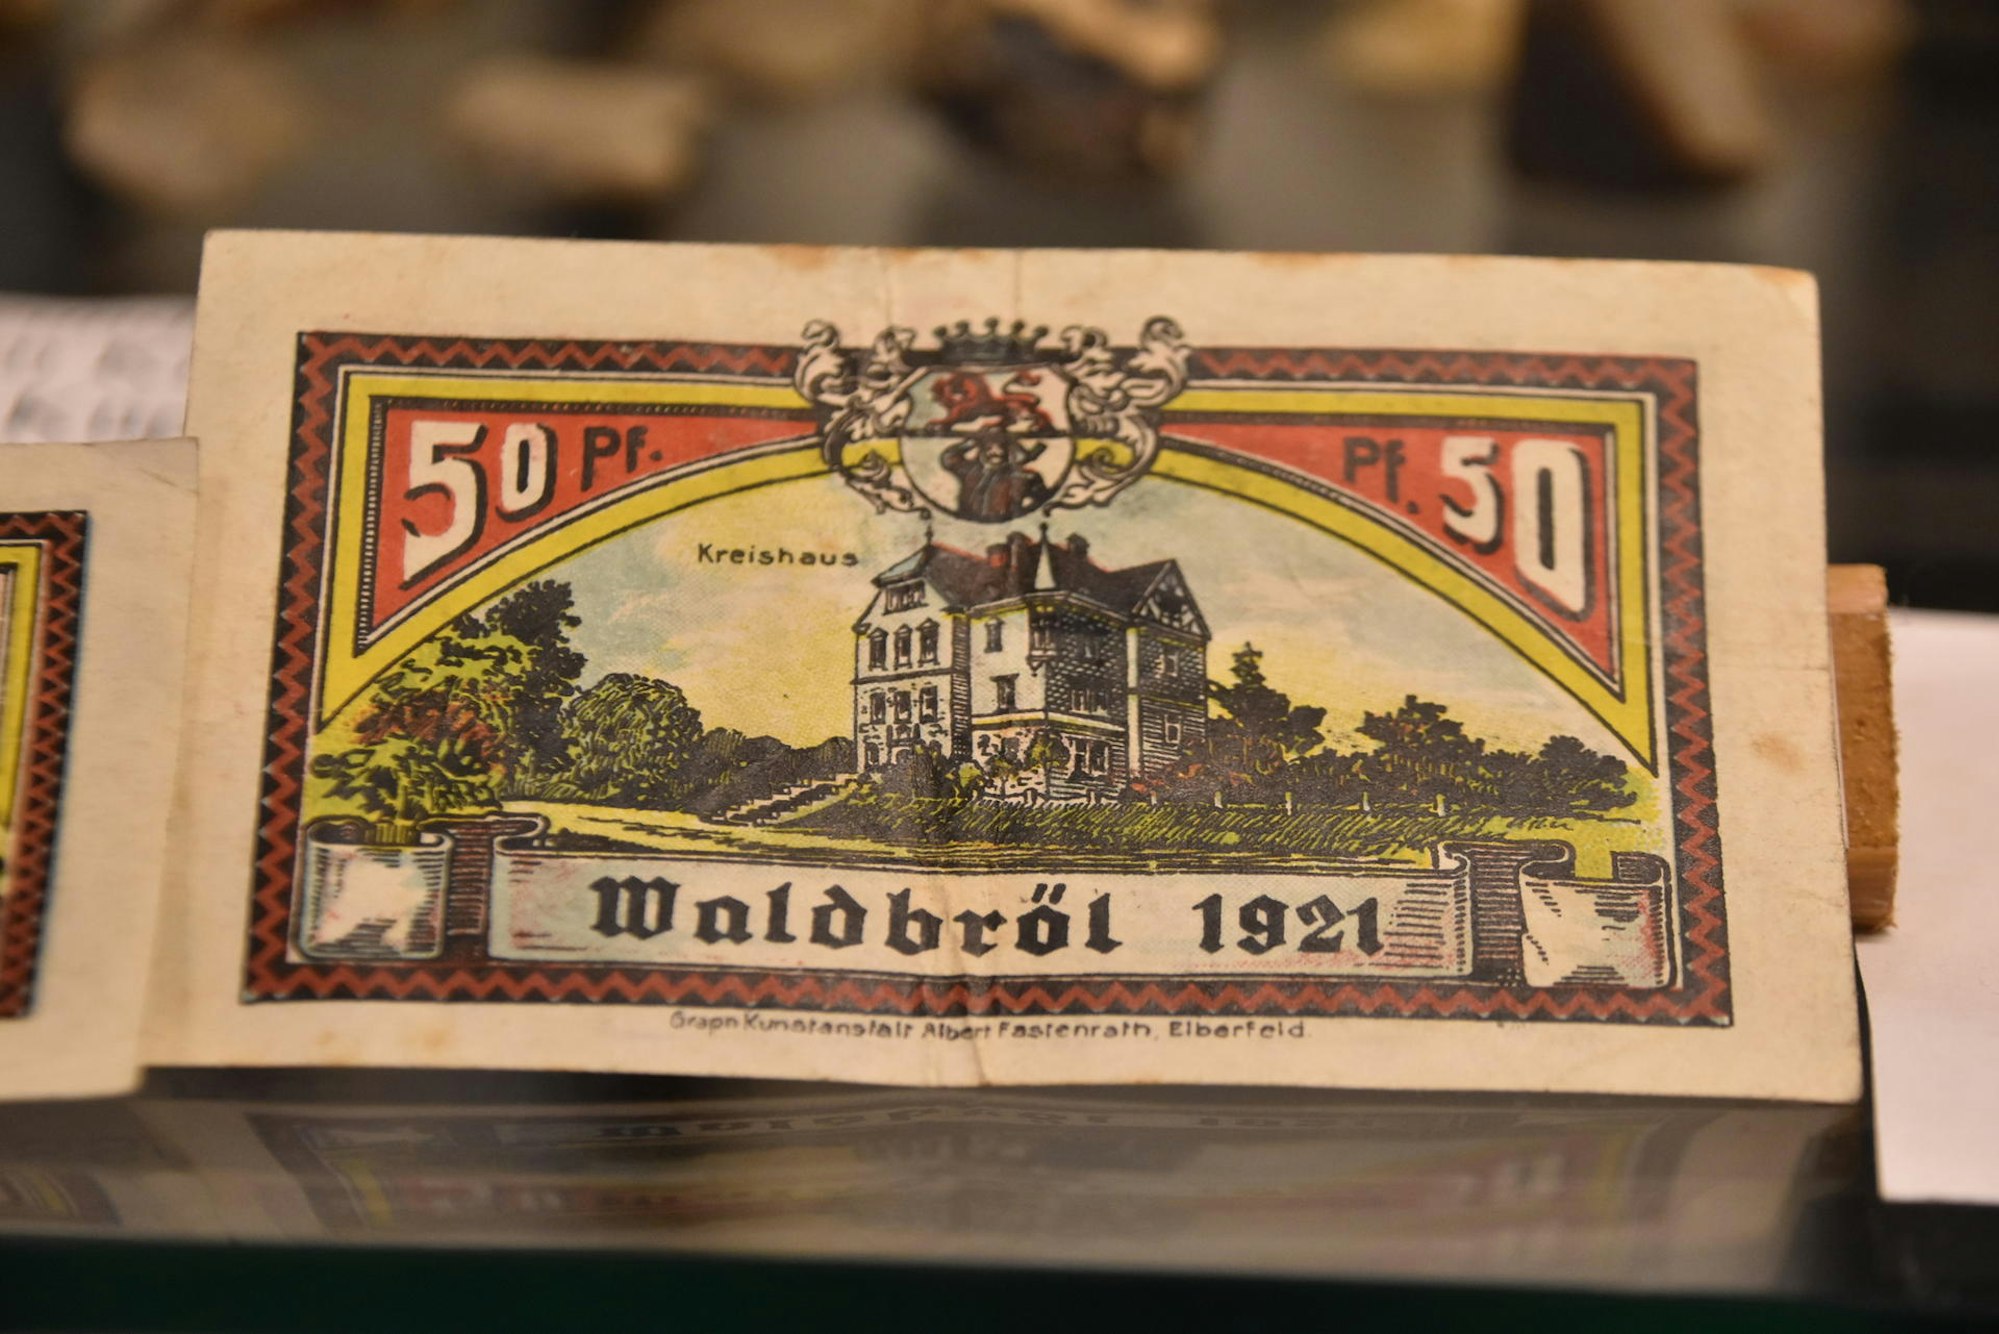 50 Pf.
Pf. 50
Kreishaus
Waldbröl 1921
Graph Kunstanstalt Albert Fastenrath, Elberfeld.